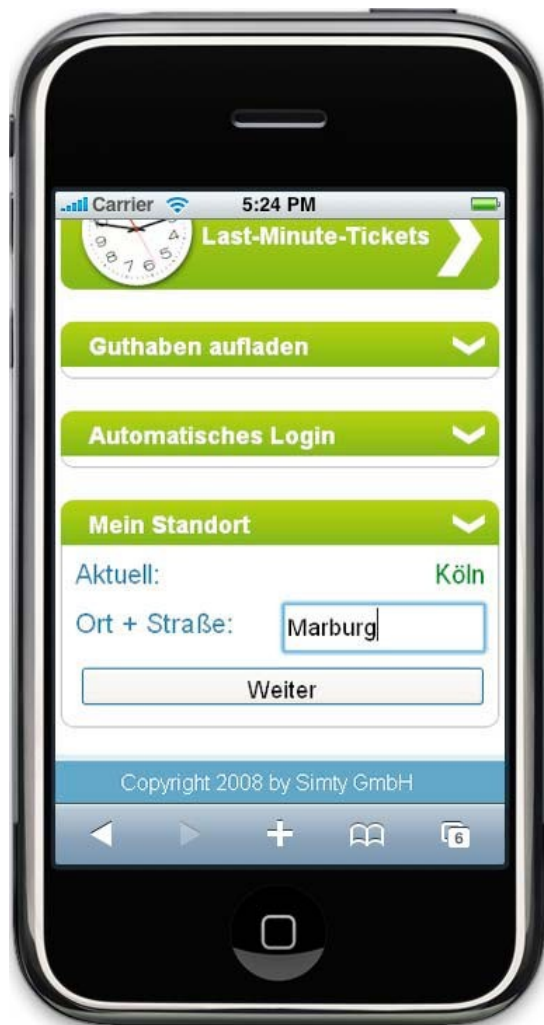 Carrier 5:24 PM
Last-Minute-Tickets
Guthaben aufladen
Automatisches Login
Mein Standort
Aktuell: Köln
Ort + Straße: Marburg
Weiter
Copyright 2008 by Simty GmbH
6